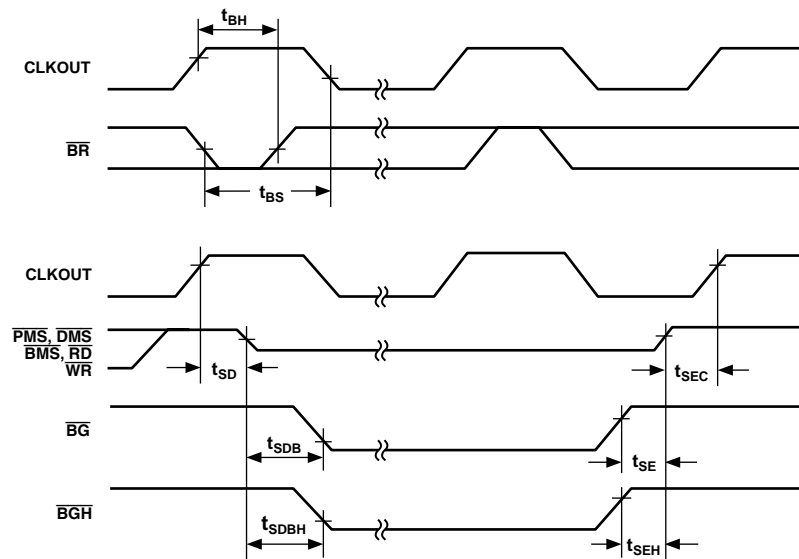 tBH
CLKOUT
BR
tBS
CLKOUT
PMS, DMS
BMS, RD
WR
tSD
tSEC
BG
tSDB
tSE
BGH
tSDBH
tSEH